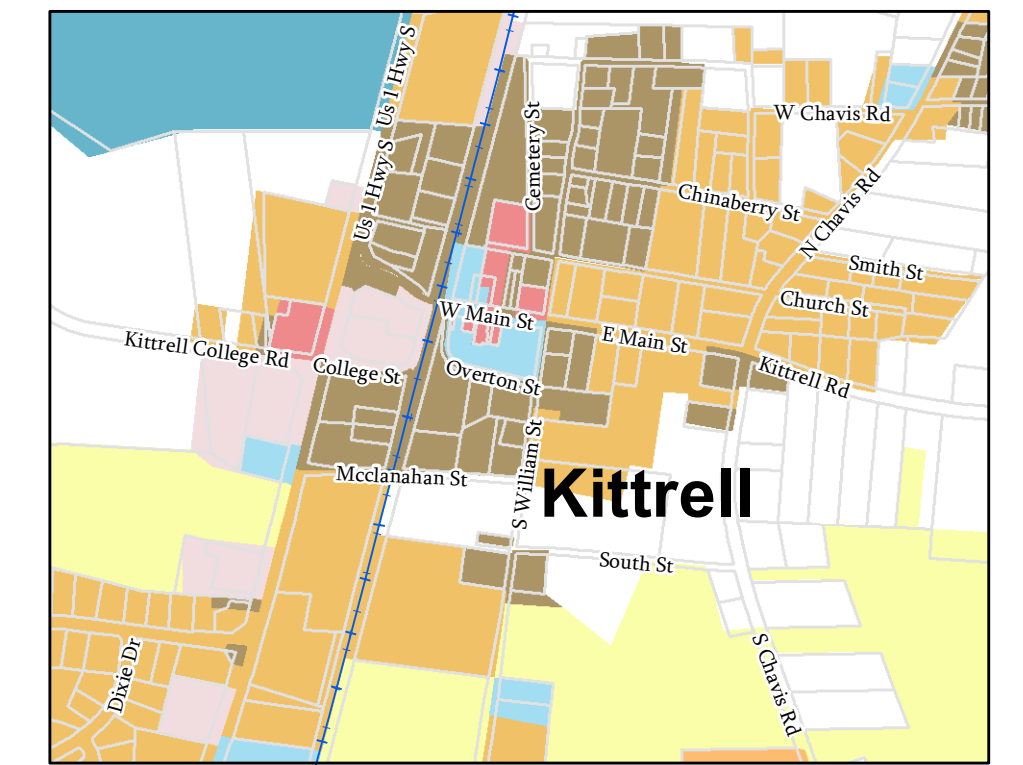 Us 1 Hwy S
Us 1 Hwy S
Cemetery St
W Chavis Rd
Chinaberry St
N Chavis Rd
Smith St
Church St
W Main St
E Main St
Kittrell College Rd
College St
Overton St
Kittrell Rd
Mcclanahan St
S William St
Kittrell
South St
Dixie Dr
S Chavis Rd